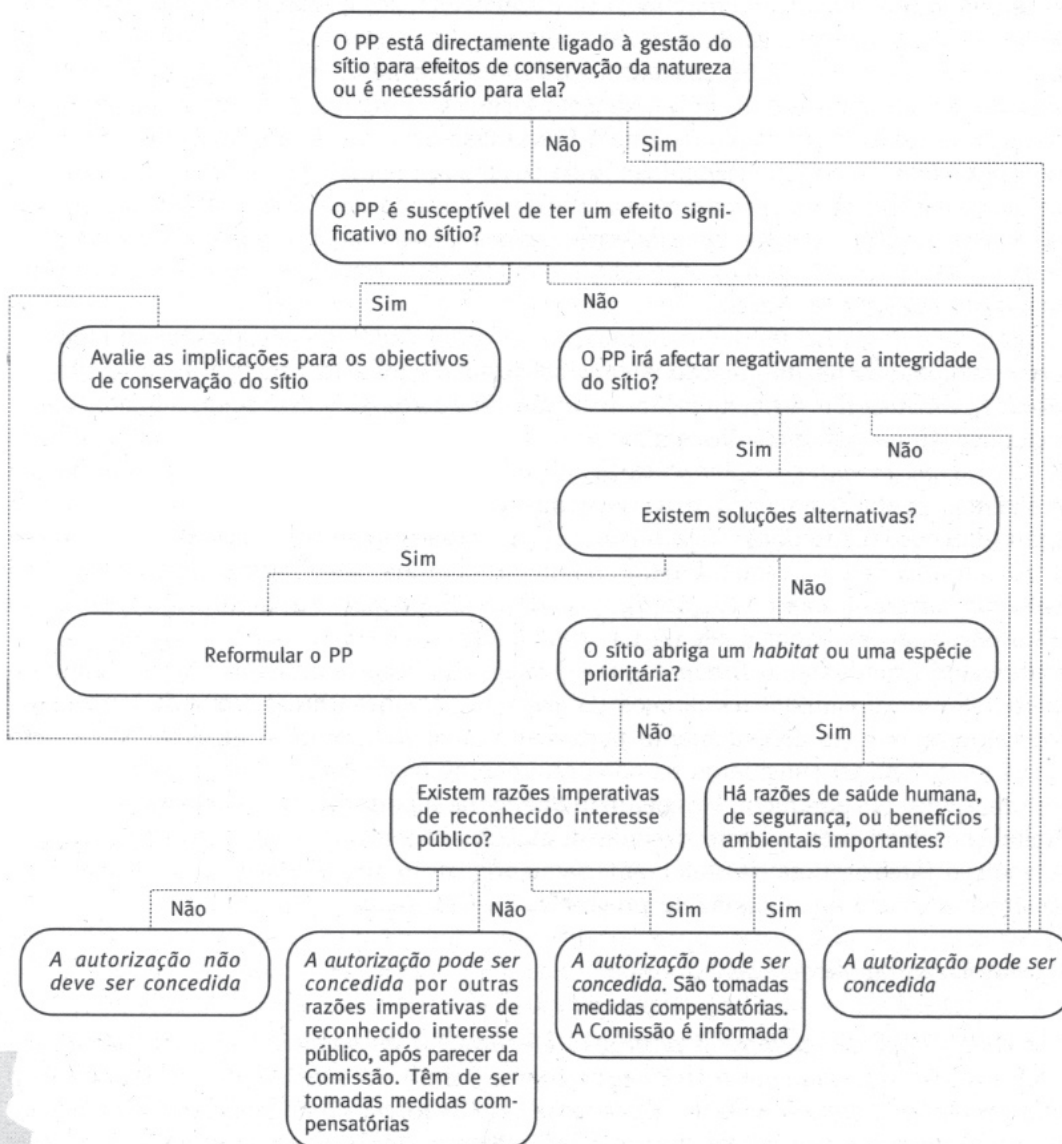 O PP está directamente ligado à gestão do
sítio para efeitos de conservação da natureza
ou é necessário para ela?
Não
Sim
O PP é susceptível de ter um efeito signi-
ficativo no sítio?
Sim
Não
Avalie as implicações para os objectivos
de conservação do sítio
O PP irá afectar negativamente a integridade
do sítio?
Sim
Não
Existem soluções alternativas?
Sim
Não
Reformular o PP
O sítio abriga um habitat ou uma espécie
prioritária?
Não
Sim
Existem razões imperativas
de reconhecido interesse
público?
Há razões de saúde humana,
de segurança, ou benefícios
ambientais importantes?
Não
Não
Sim
Sim
A autorização não
deve ser concedida
A autorização pode ser
concedida por outras
razões imperativas de
reconhecido interesse
público, após parecer da
Comissão. Têm de ser
tomadas medidas com-
pensatórias
A autorização pode ser
concedida. São tomadas
medidas compensatórias.
A Comissão é informada
A autorização pode ser
concedida